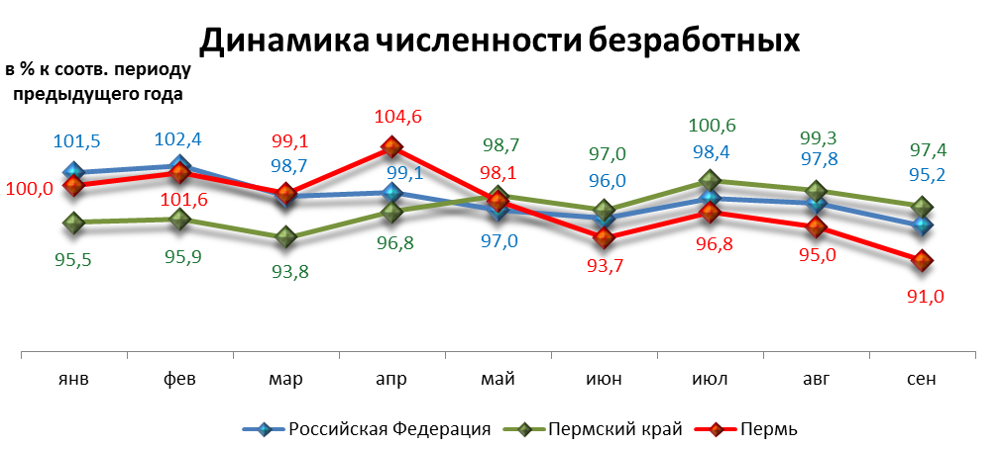 Динамика численности безработных
в % к соотв. периоду
предыдущего года
101,5 102,4 98,7 99,1 97,0 96,0 98,4 97,8 95,2
95,5 95,9 93,8 96,8 98,7 97,0 100,6 99,3 97,4
100,0 101,6 99,1 104,6 98,1 93,7 96,8 95,0 91,0
янв фев мар апр май июн июл авг сен
Российская Федерация Пермский край Пермь